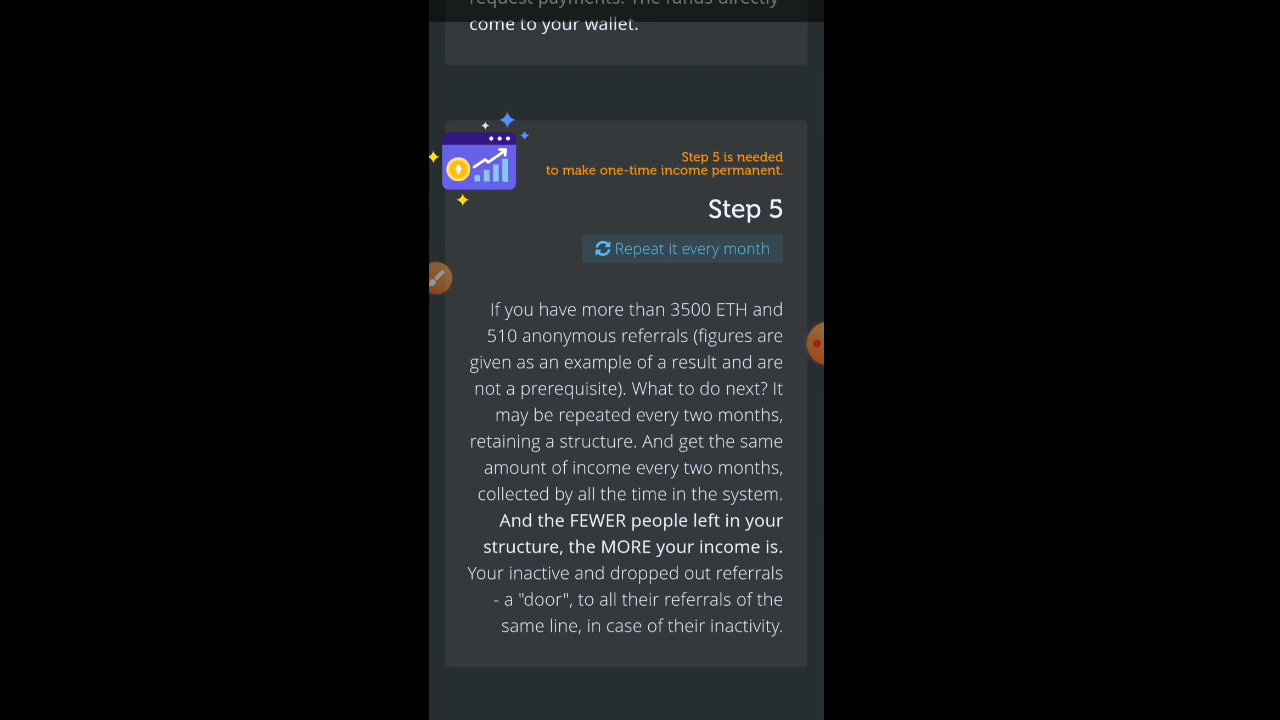 request payments. The funds directly
come to your wallet.
Step 5 is needed
to make one-time income permanent.
Step 5
Repeat it every month
If you have more than 3500 ETH and
510 anonymous referrals (figures are
given as an example of a result and are
not a prerequisite). What to do next? It
may be repeated every two months,
retaining a structure. And get the same
amount of income every two months,
collected by all the time in the system.
And the FEWER people left in your
structure, the MORE your income is.
Your inactive and dropped out referrals
- a "door", to all their referrals of the
same line, in case of their inactivity.